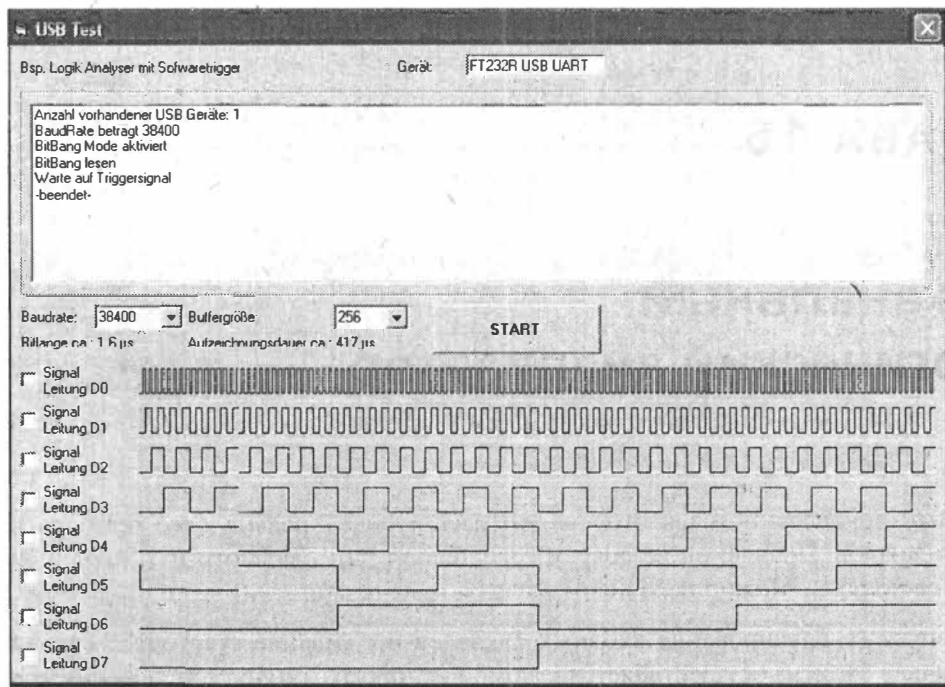 USB Test
Bsp. Logik Analyser mit Sofwaretrigger
Gerät: FT232R USB UART
Anzahl vorhandener USB Geräte: 1
BaudRate beträgt 38400
BitBang Mode aktiviert
BitBang lesen
Warte auf Triggersignal
-beendet-
Baudrate: 38400 Buffergröße: 256 START
Bitlänge ca.: 1.6 µs Aufzeichnungsdauer ca.: 417 µs
Signal
Leitung D0
Signal
Leitung D1
Signal
Leitung D2
Signal
Leitung D3
Signal
Leitung D4
Signal
Leitung D5
Signal
Leitung D6
Signal
Leitung D7